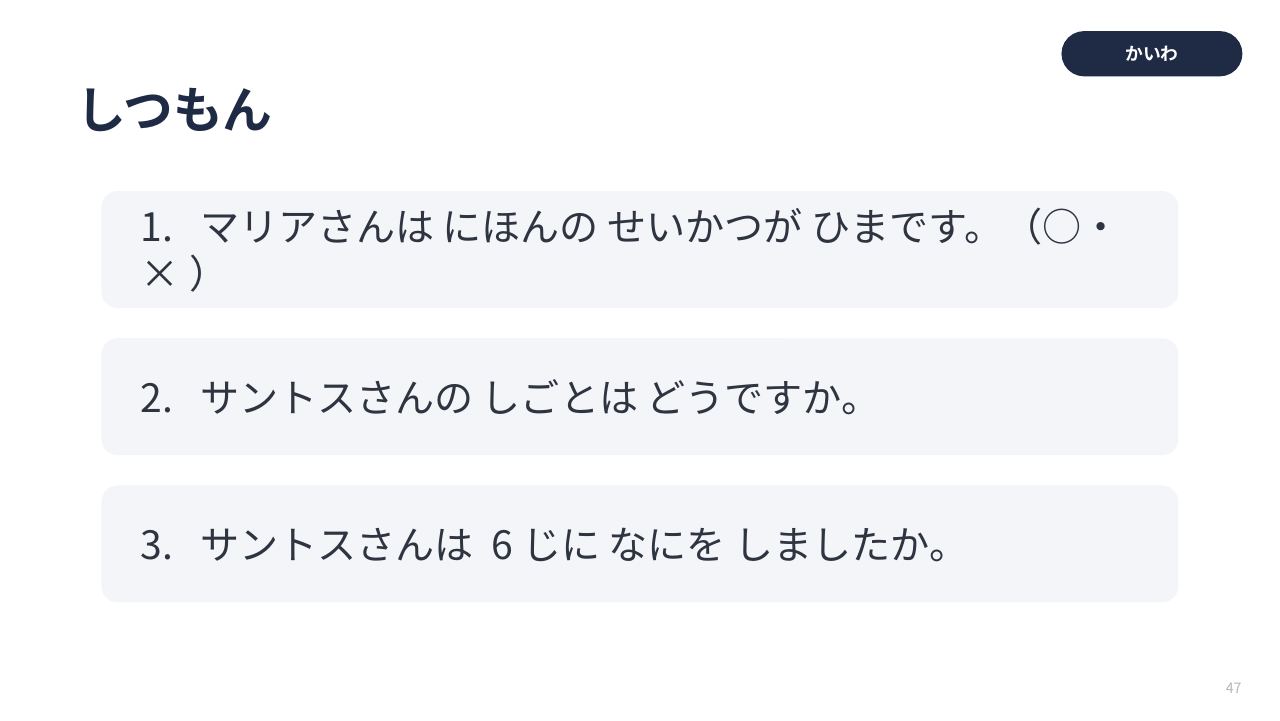 かいわ
しつもん
1. マリアさんは にほんの せいかつが ひまです。（○・
× ）
2. サントスさんの しごとは どうですか。
3. サントスさんは 6 じに なにを しましたか。
47